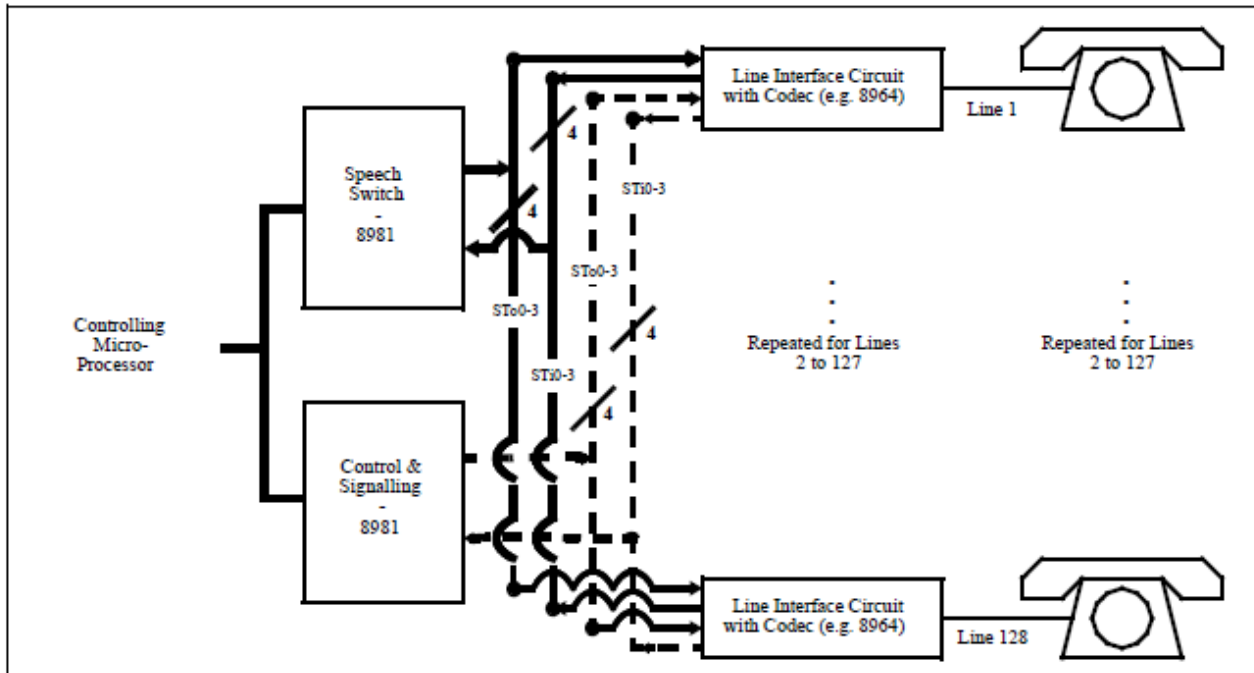 Line Interface Circuit
with Codec (e.g. 8964)
Line 1
4
Speech
Switch
-
8981
4
STi0-3
STo0-3
STo0-3
Controlling
Micro-
Processor
4
Repeated for Lines
2 to 127
Repeated for Lines
2 to 127
STi0-3
4
Control &
Signalling
-
8981
Line Interface Circuit
with Codec (e.g. 8964)
Line 128